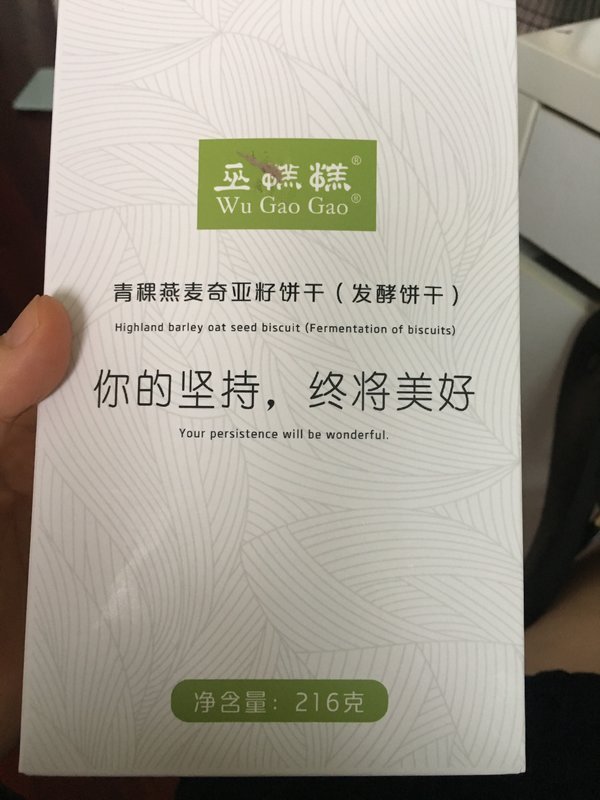 巫糕糕®
Wu Gao Gao®
青稞燕麦奇亚籽饼干（发酵饼干）
Highland barley oat seed biscuit (Fermentation of biscuits)
你的坚持，终将美好
Your persistence will be wonderful.
净含量：216克